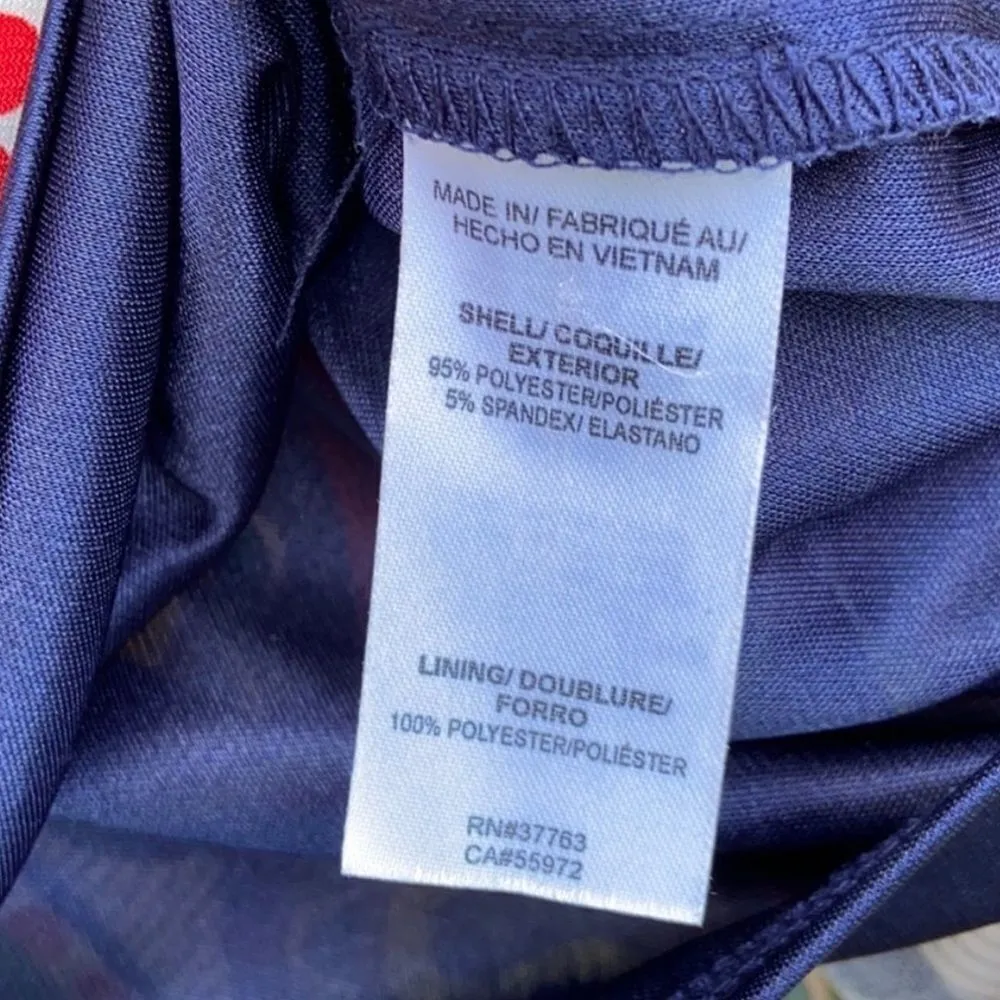 MADE IN/ FABRIQUÉ AU/
HECHO EN VIETNAM
SHELL/ COQUILLE/
EXTERIOR
95% POLYESTER/POLIÉSTER
5% SPANDEX/ ELASTANO
LINING/ DOUBLURE/
FORRO
100% POLYESTER/POLIÉSTER
RN#37763
CA#55972